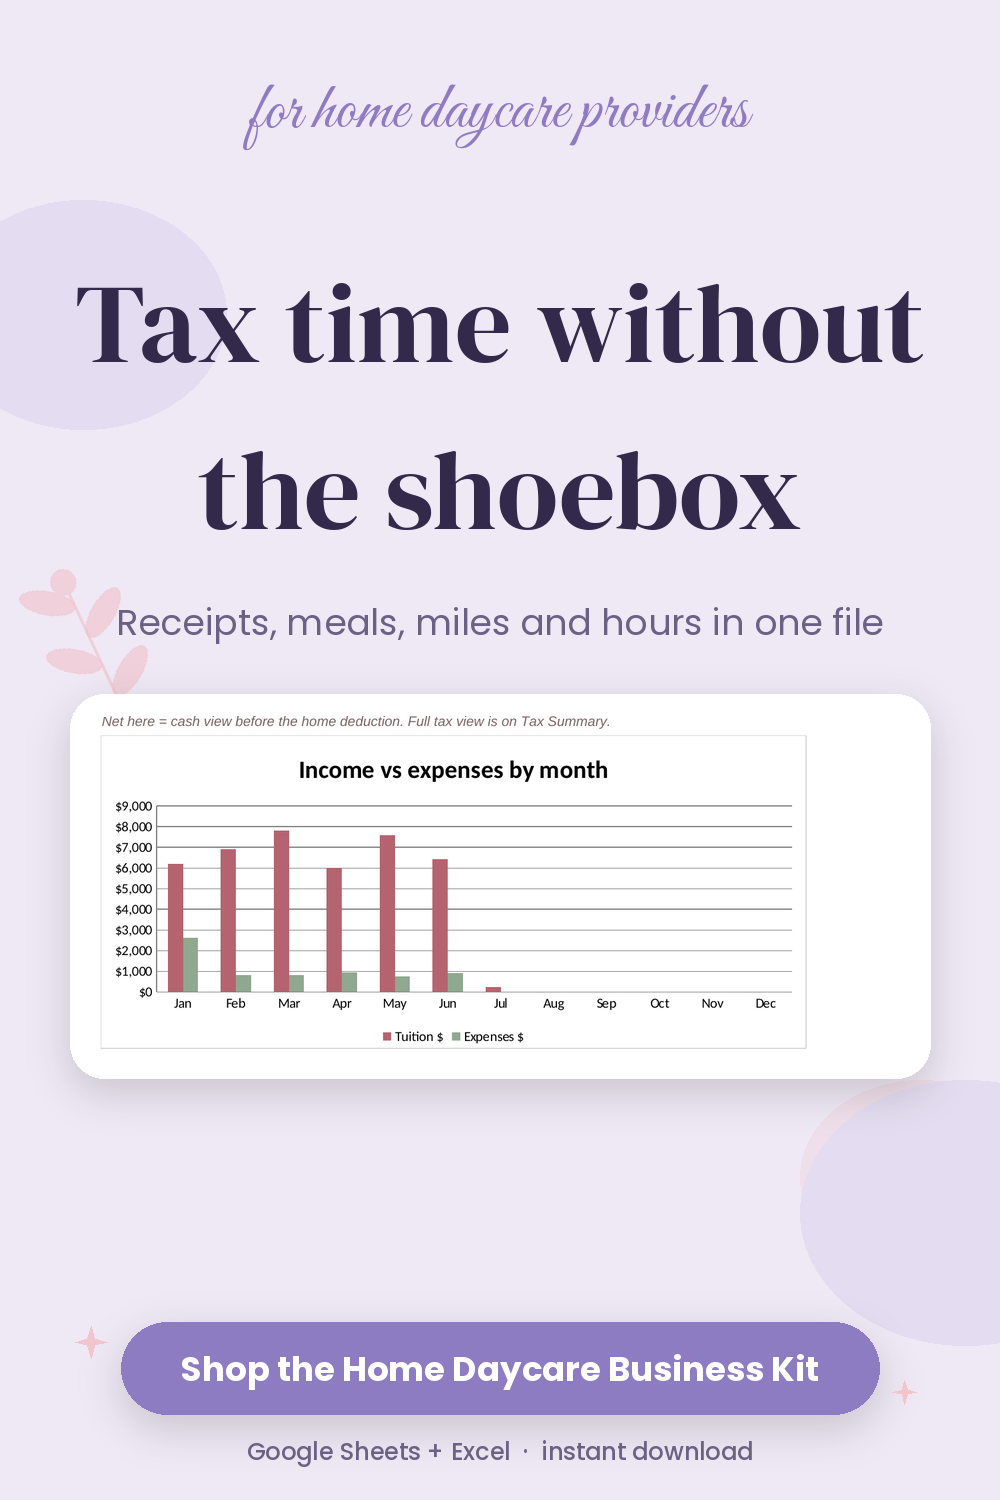 for home daycare providers
Tax time without
the shoebox
Receipts, meals, miles and hours in one file
Net here = cash view before the home deduction. Full tax view is on Tax Summary.
Income vs expenses by month
$9,000
$8,000
$7,000
$6,000
$5,000
$4,000
$3,000
$2,000
$1,000
$0
Jan Feb Mar Apr May Jun Jul Aug Sep Oct Nov Dec
Tuition $ Expenses $
Shop the Home Daycare Business Kit
Google Sheets + Excel · instant download